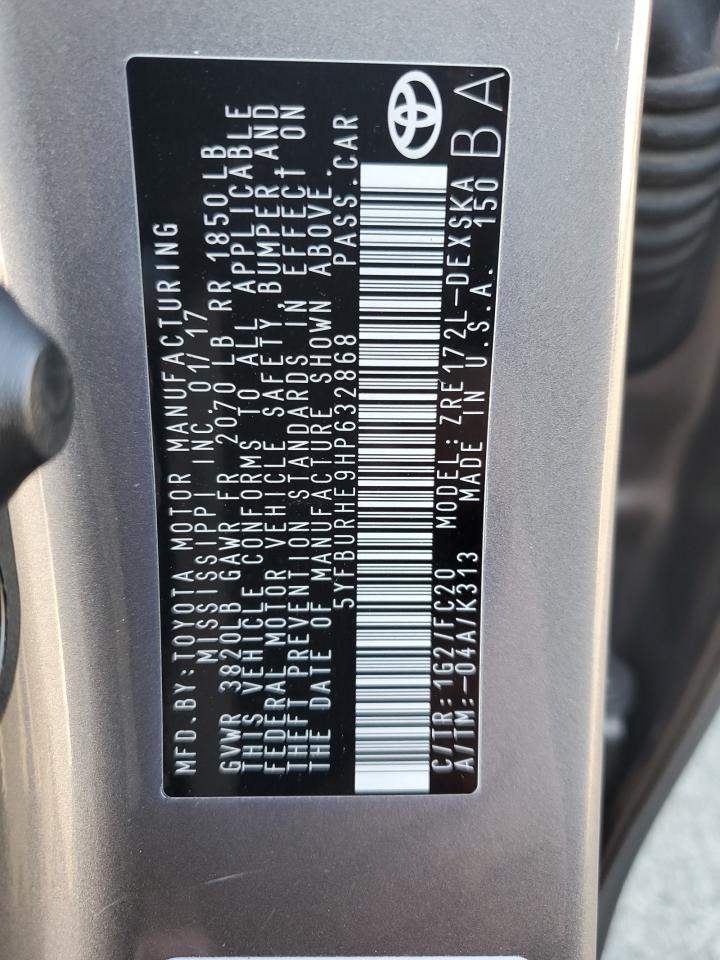 MFD.BY:TOYOTA MOTOR MANUFACTURING
MISSISSIPPI INC. 01/17
GVWR 3820LB GAWR FR 2070 LB RR 1850 LB
THIS VEHICLE CONFORMS TO ALL APPLICABLE
FEDERAL MOTOR VEHICLE SAFETY, BUMPER, AND
THEFT PREVENTION STANDARDS IN EFFECT ON
THE DATE OF MANUFACTURE SHOWN ABOVE.
5YFBURHE9HP632868 PASS.CAR
C/TR:1G2/FC20 MODEL:ZRE172L-DEXSKA
A/TM:-04A/K313 MADE IN U.S.A. 150 BA